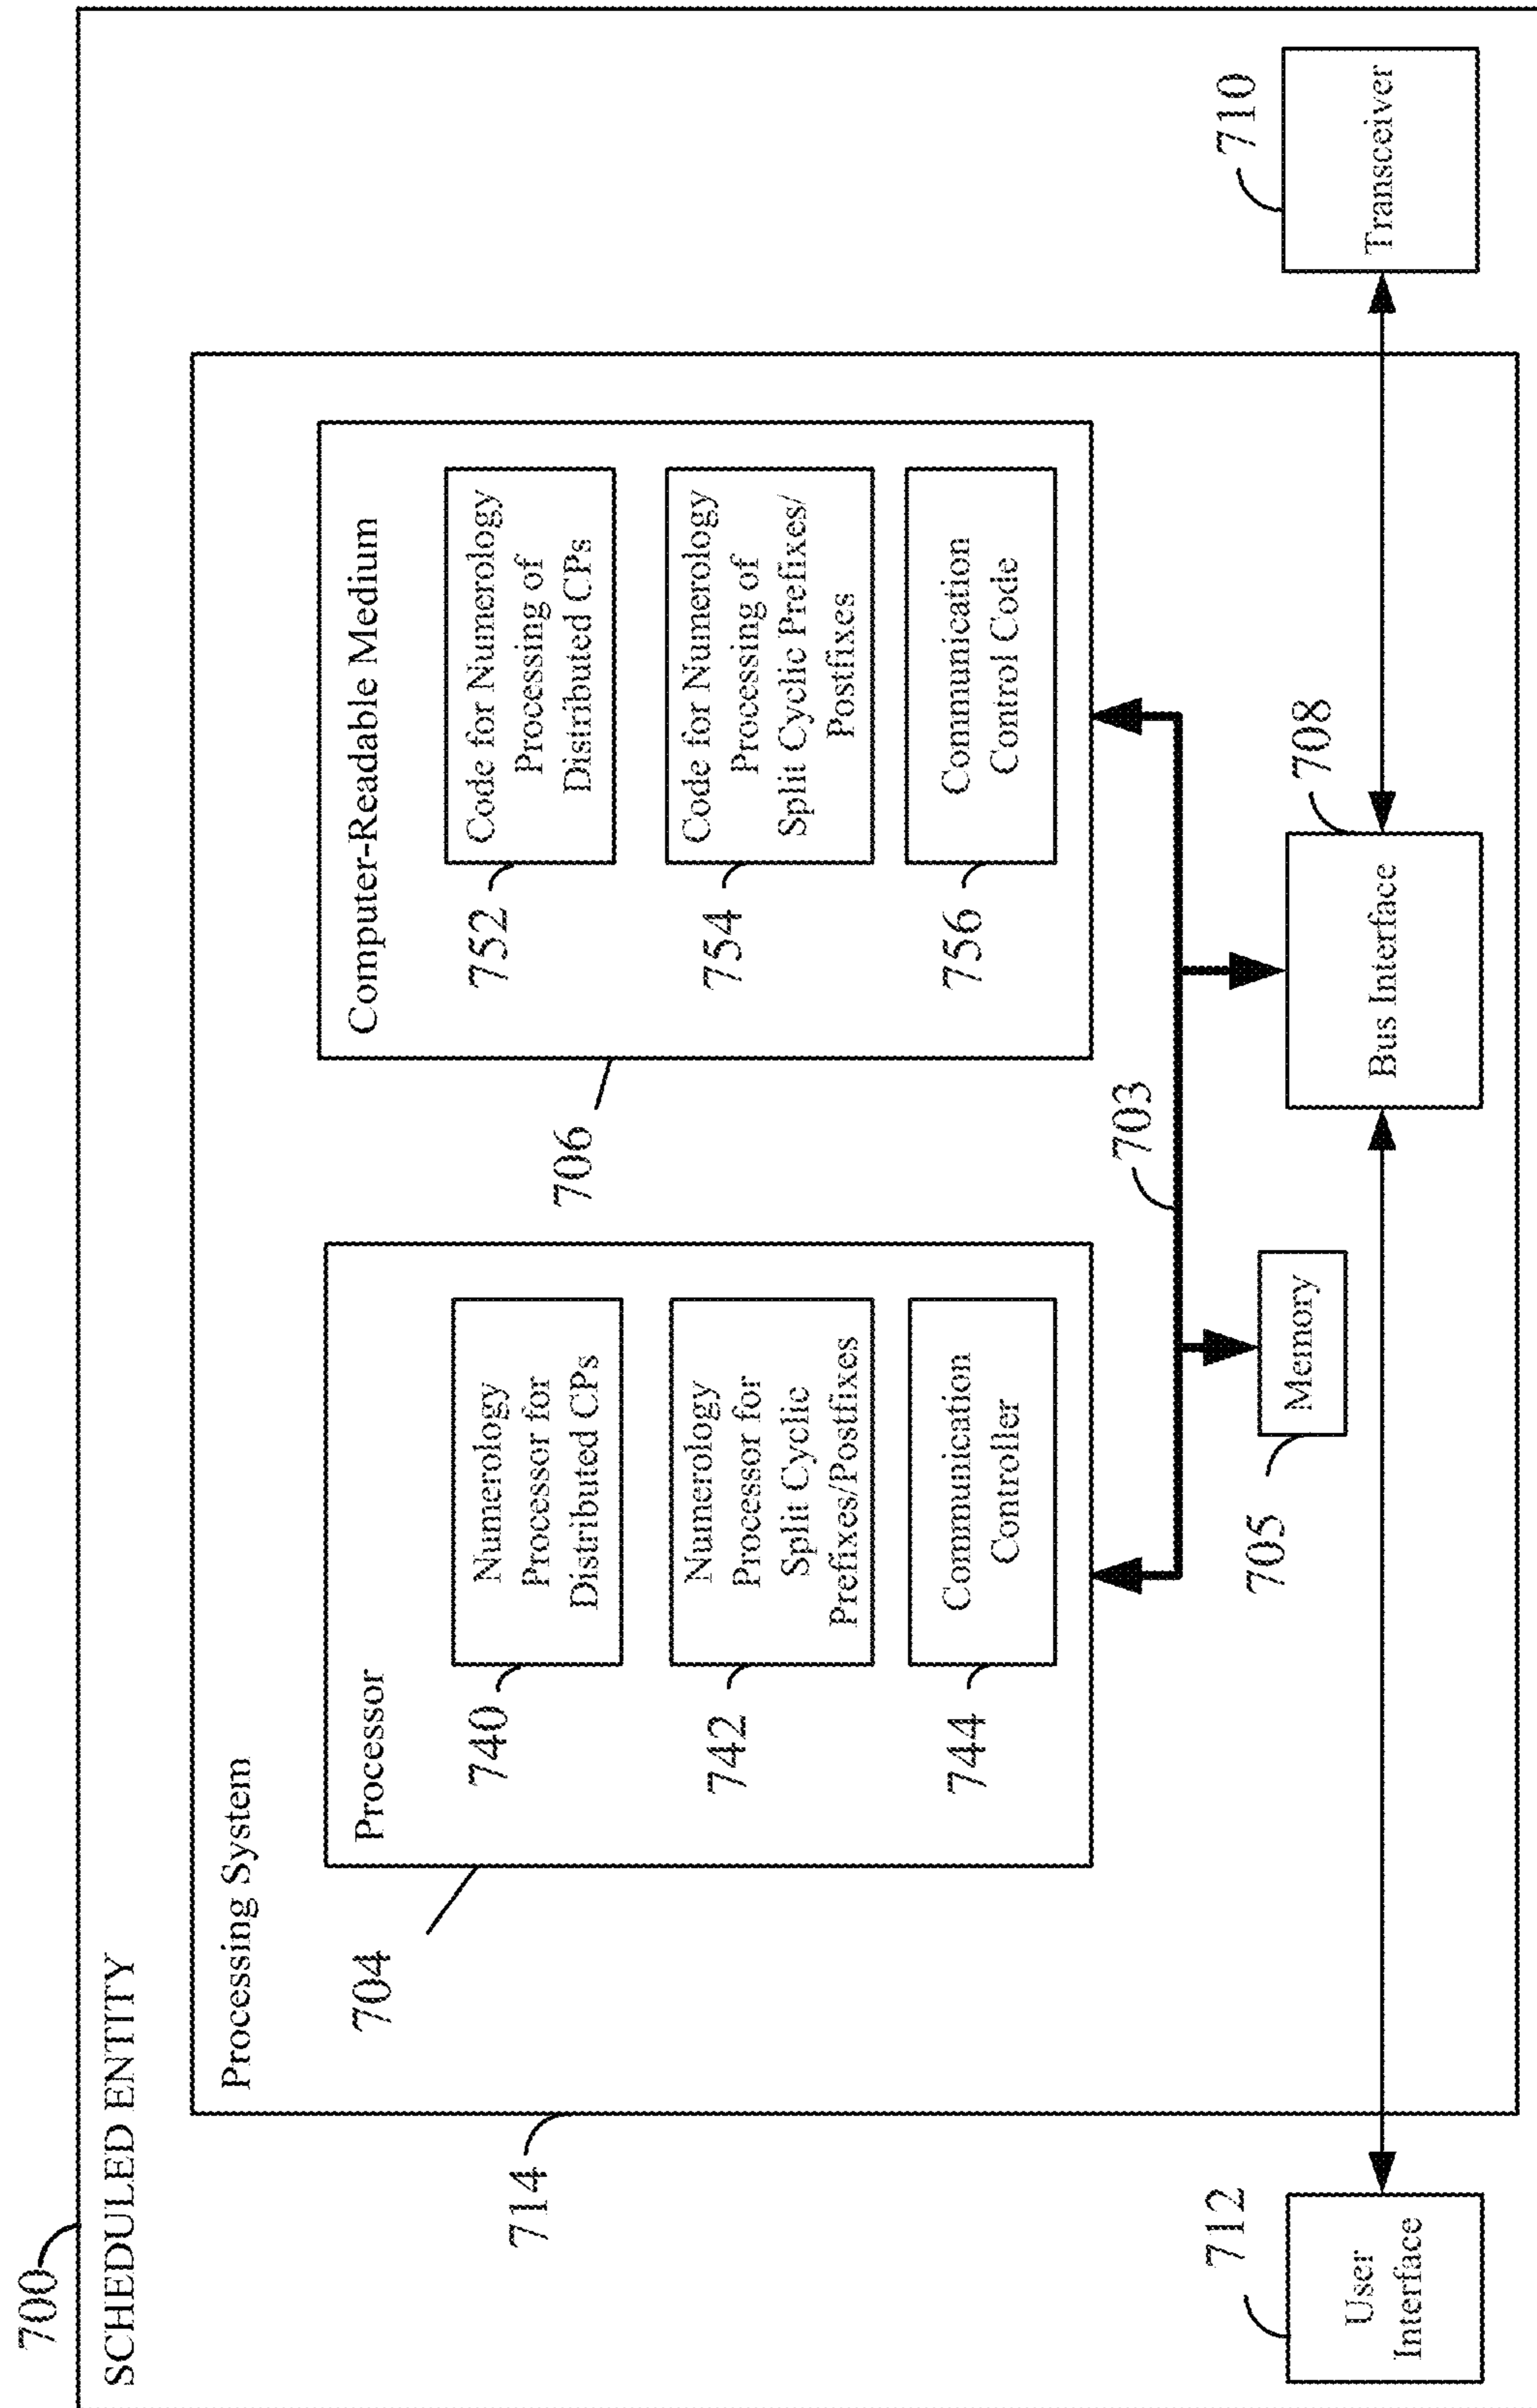 700
SCHEDULED ENTITY
Processing System
714
Processor
704
740
Numerology
Processor for
Distributed CPs
742
Numerology
Processor for
Split Cyclic
Prefixes/Postfixes
744
Communication
Controller
Computer-Readable Medium
706
752
Code for Numerology
Processing of
Distributed CPs
754
Code for Numerology
Processing of
Split Cyclic Prefixes/
Postfixes
756
Communication
Control Code
703
705
Memory
708
Bus Interface
712
User
Interface
710
Transceiver